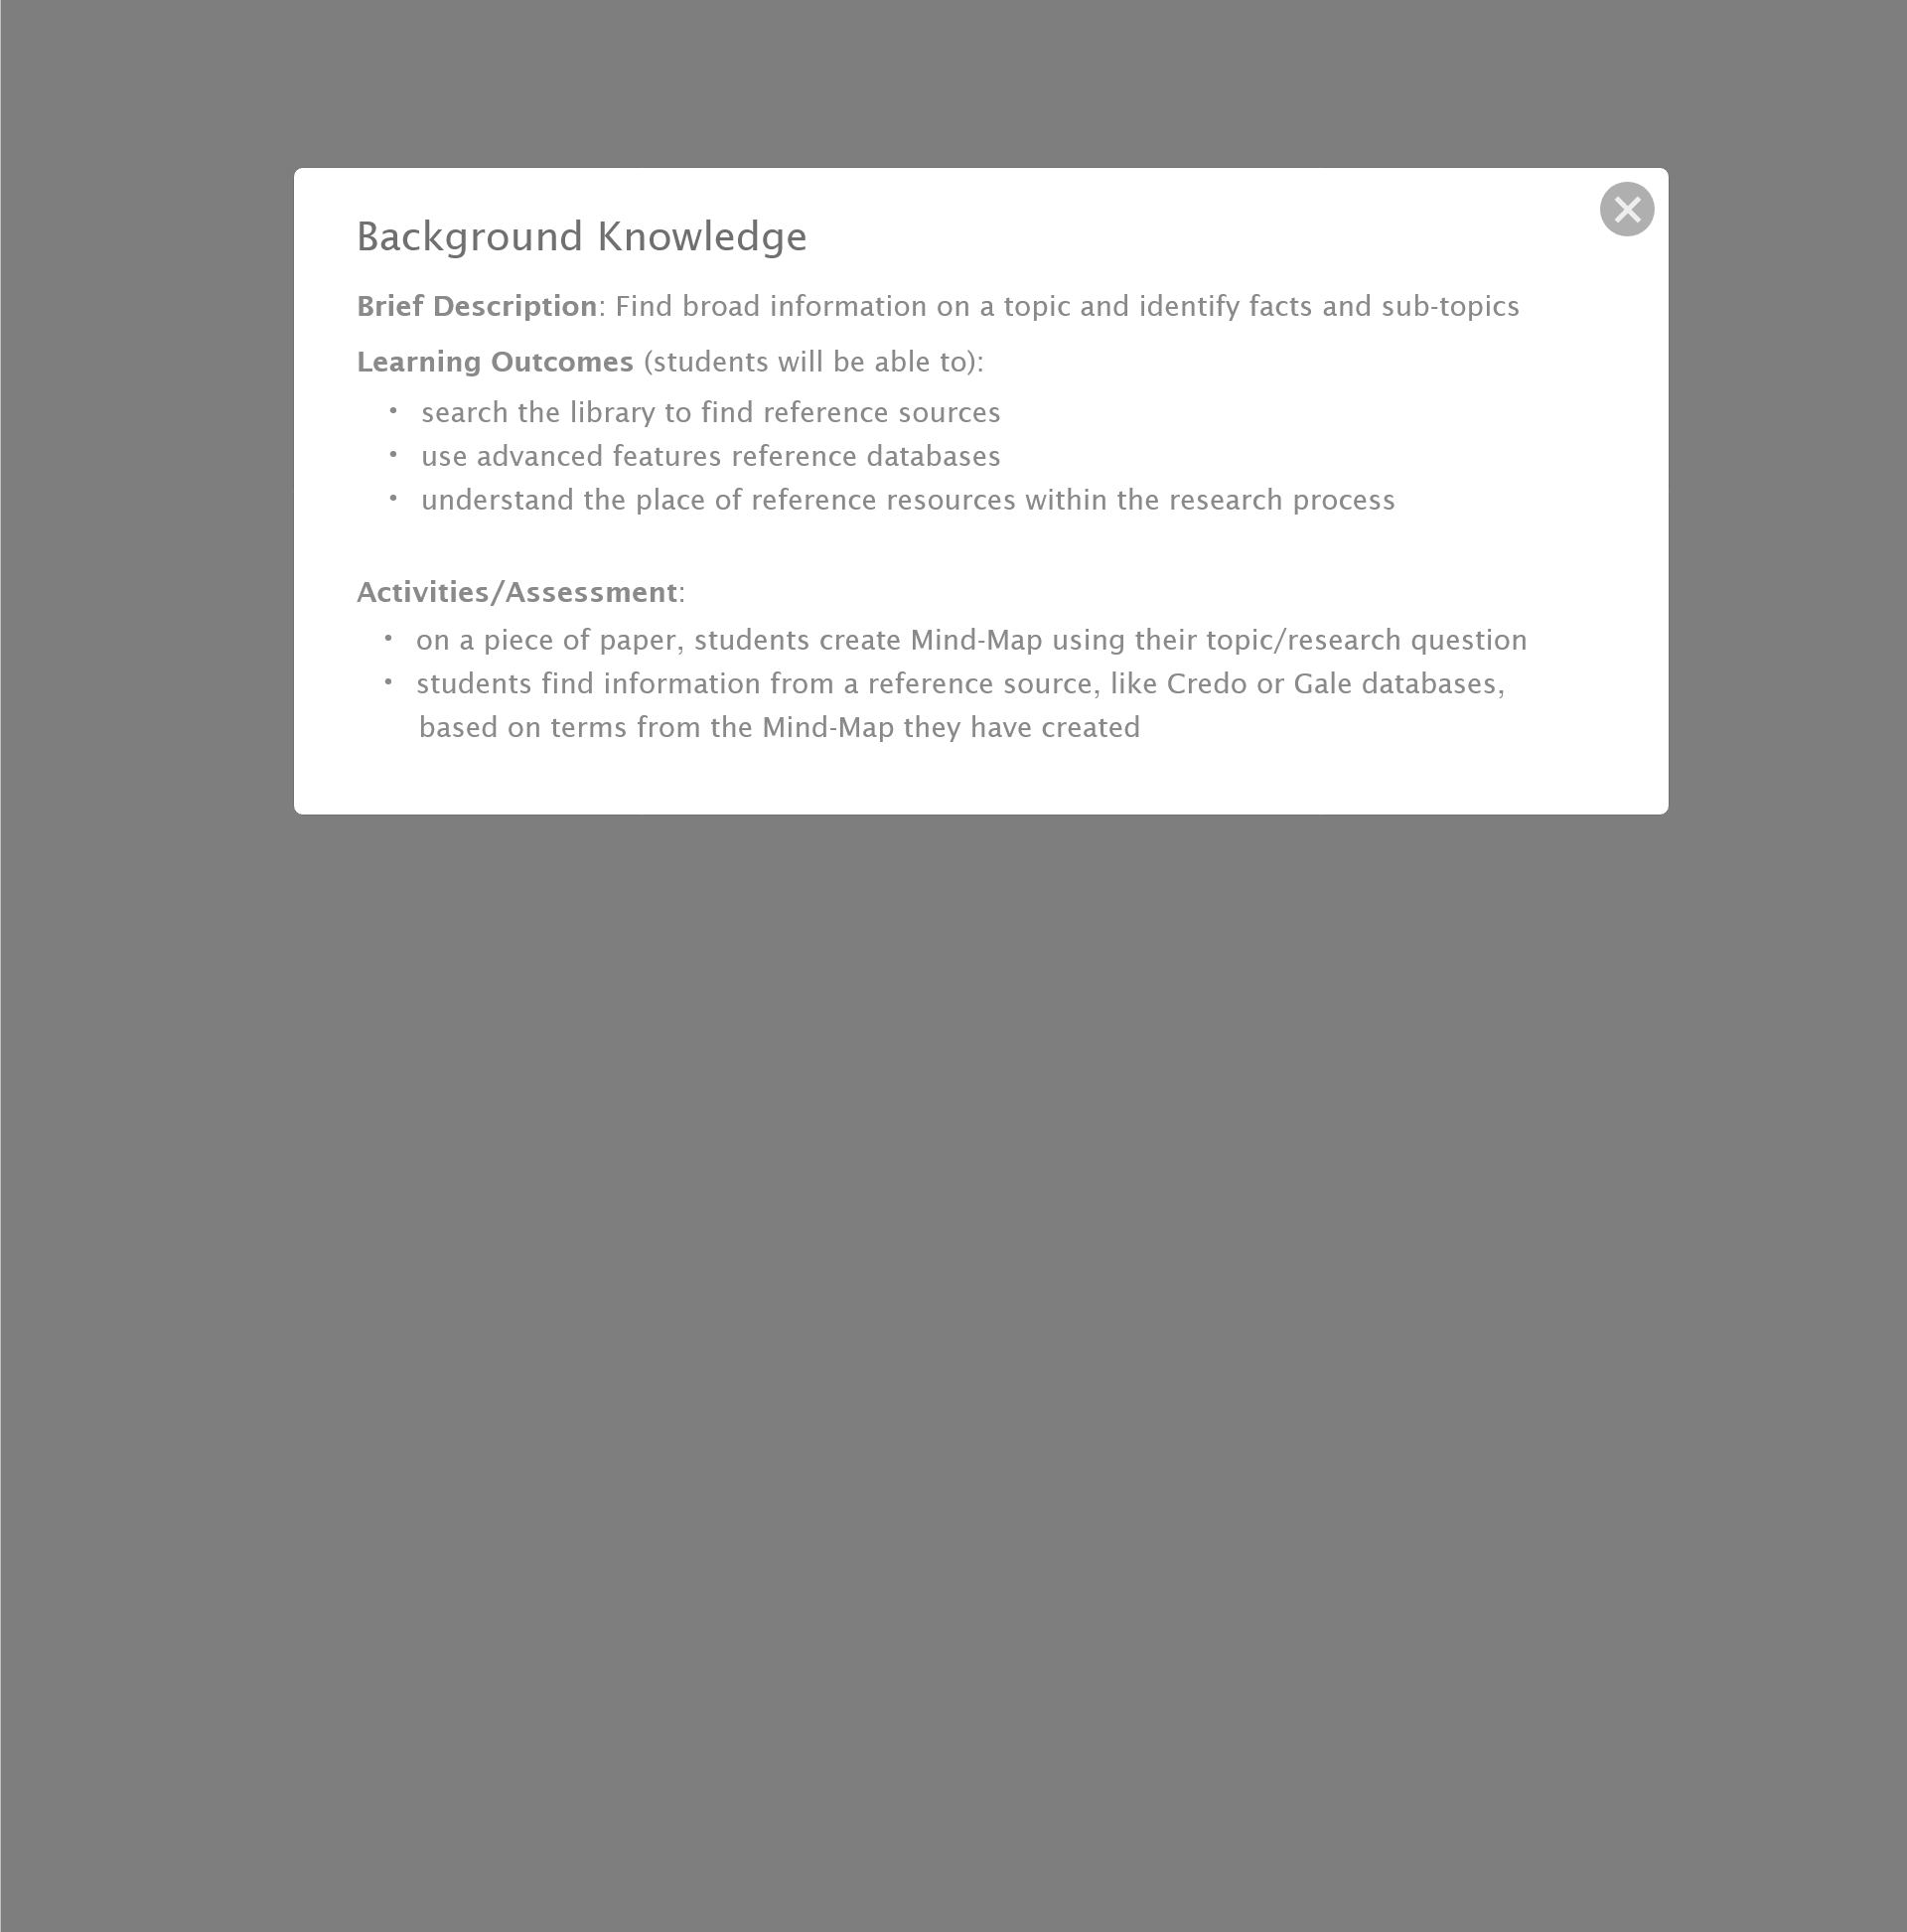 Background Knowledge
Brief Description: Find broad information on a topic and identify facts and sub-topics
Learning Outcomes (students will be able to):
• search the library to find reference sources
• use advanced features reference databases
• understand the place of reference resources within the research process
Activities/Assessment:
• on a piece of paper, students create Mind-Map using their topic/research question
• students find information from a reference source, like Credo or Gale databases,
based on terms from the Mind-Map they have created